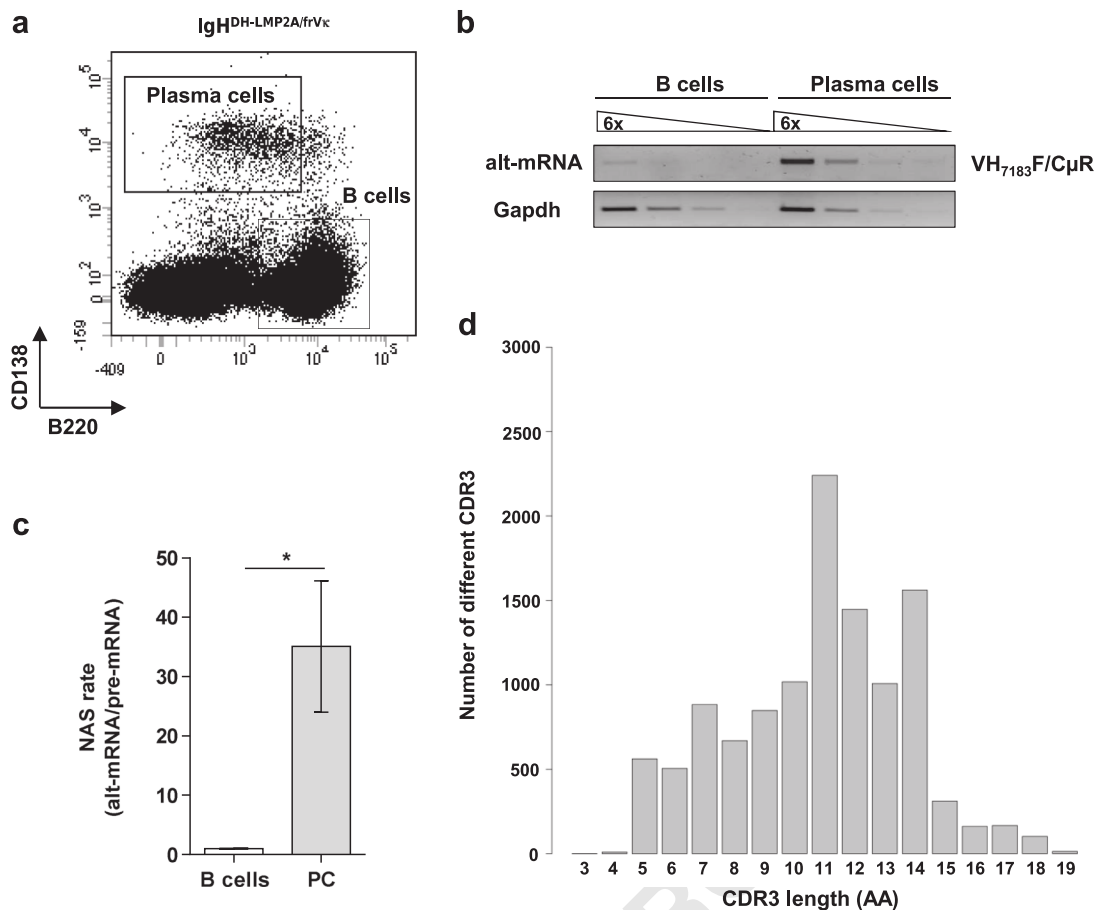 a
IgH^DH-LMP2A/frVκ
10^5
10^4
10^3
10^2
0
-159
-409
0
10^3
10^4
10^5
Plasma cells
B cells
CD138
B220
b
B cells Plasma cells
6x 6x
alt-mRNA VH7183F/CµR
Gapdh
c
NAS rate
(alt-mRNA/pre-mRNA)
50
40
30
20
10
0
*
B cells PC
d
Number of different CDR3
3000
2500
2000
1500
1000
500
0
3 4 5 6 7 8 9 10 11 12 13 14 15 16 17 18 19
CDR3 length (AA)